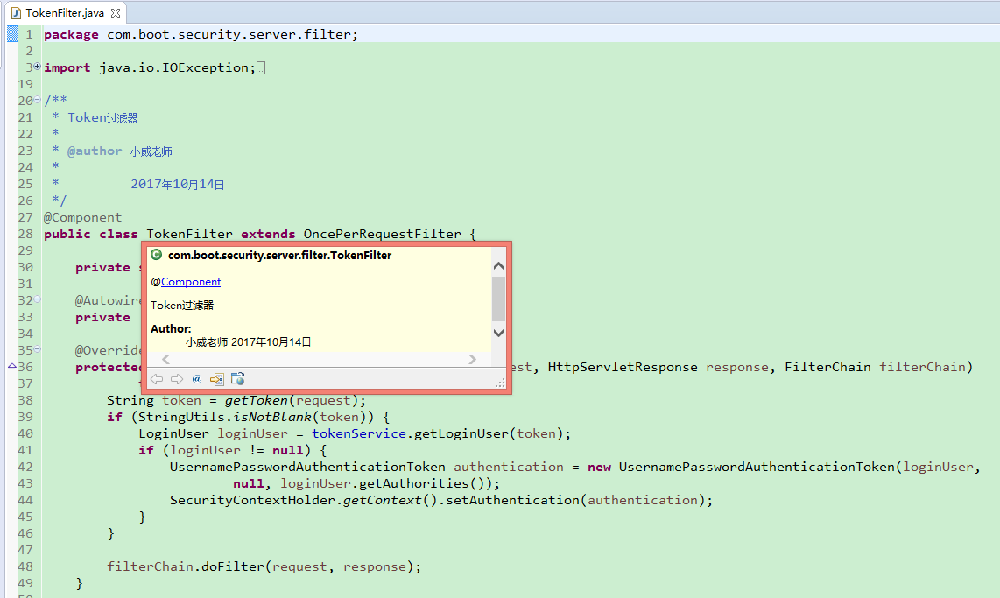 TokenFilter.java
1 package com.boot.security.server.filter;
2
3 import java.io.IOException;
19
20 /**
21 * Token过滤器
22 *
23 * @author 小威老师
24 *
25 * 2017年10月14日
26 */
27 @Component
28 public class TokenFilter extends OncePerRequestFilter {
29
30 private
31
32 @Autowire
33 private
34
35 @Override
36 protected est, HttpServletResponse response, FilterChain filterChain)
37
com.boot.security.server.filter.TokenFilter
@Component
Token过滤器
Author:
小威老师 2017年10月14日
38 String token = getToken(request);
39 if (StringUtils.isNotBlank(token)) {
40 LoginUser loginUser = tokenService.getLoginUser(token);
41 if (loginUser != null) {
42 UsernamePasswordAuthenticationToken authentication = new UsernamePasswordAuthenticationToken(loginUser,
43 null, loginUser.getAuthorities());
44 SecurityContextHolder.getContext().setAuthentication(authentication);
45 }
46 }
47
48 filterChain.doFilter(request, response);
49 }